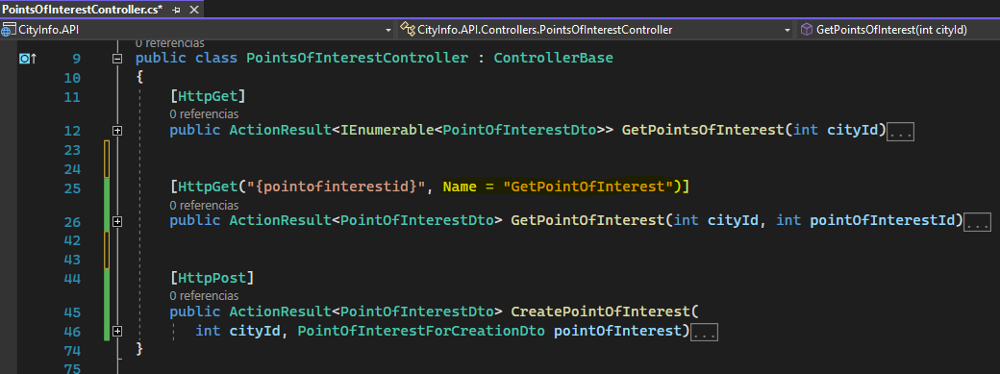 PointsOfInterestController.cs*
CityInfo.API CityInfo.API.Controllers.PointsOfInterestController GetPointsOfInterest(int cityId)
0 referencias
9 public class PointsOfInterestController : ControllerBase
10 {
11 [HttpGet]
0 referencias
12 public ActionResult<IEnumerable<PointOfInterestDto>> GetPointsOfInterest(int cityId)...
23
24
25 [HttpGet("{pointofinterestid}", Name = "GetPointOfInterest")]
0 referencias
26 public ActionResult<PointOfInterestDto> GetPointOfInterest(int cityId, int pointOfInterestId)...
42
43
44 [HttpPost]
0 referencias
45 public ActionResult<PointOfInterestDto> CreatePointOfInterest(
46 int cityId, PointOfInterestForCreationDto pointOfInterest)...
74 }
75